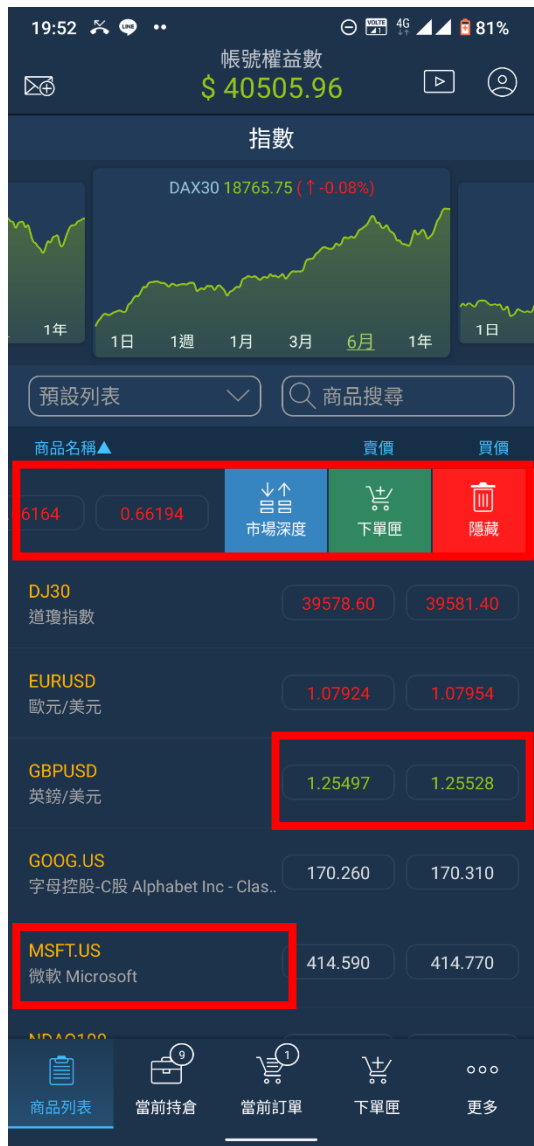 19:52 LINE VOLTE 1 4G 81%
帳號權益數
$ 40505.96
指數
DAX30 18765.75 (↑-0.08%)
1年
1日 1週 1月 3月 6月 1年
1日
預設列表 商品搜尋
商品名稱▲ 賣價 買價
6164 0.66194 市場深度 下單匣 隱藏
DJ30
道瓊指數
39578.60 39581.40
EURUSD
歐元/美元
1.07924 1.07954
GBPUSD
英鎊/美元
1.25497 1.25528
GOOG.US
字母控股-C股 Alphabet Inc - Clas..
170.260 170.310
MSFT.US
微軟 Microsoft
414.590 414.770
NDAQ100
9 1
商品列表 當前持倉 當前訂單 下單匣 更多